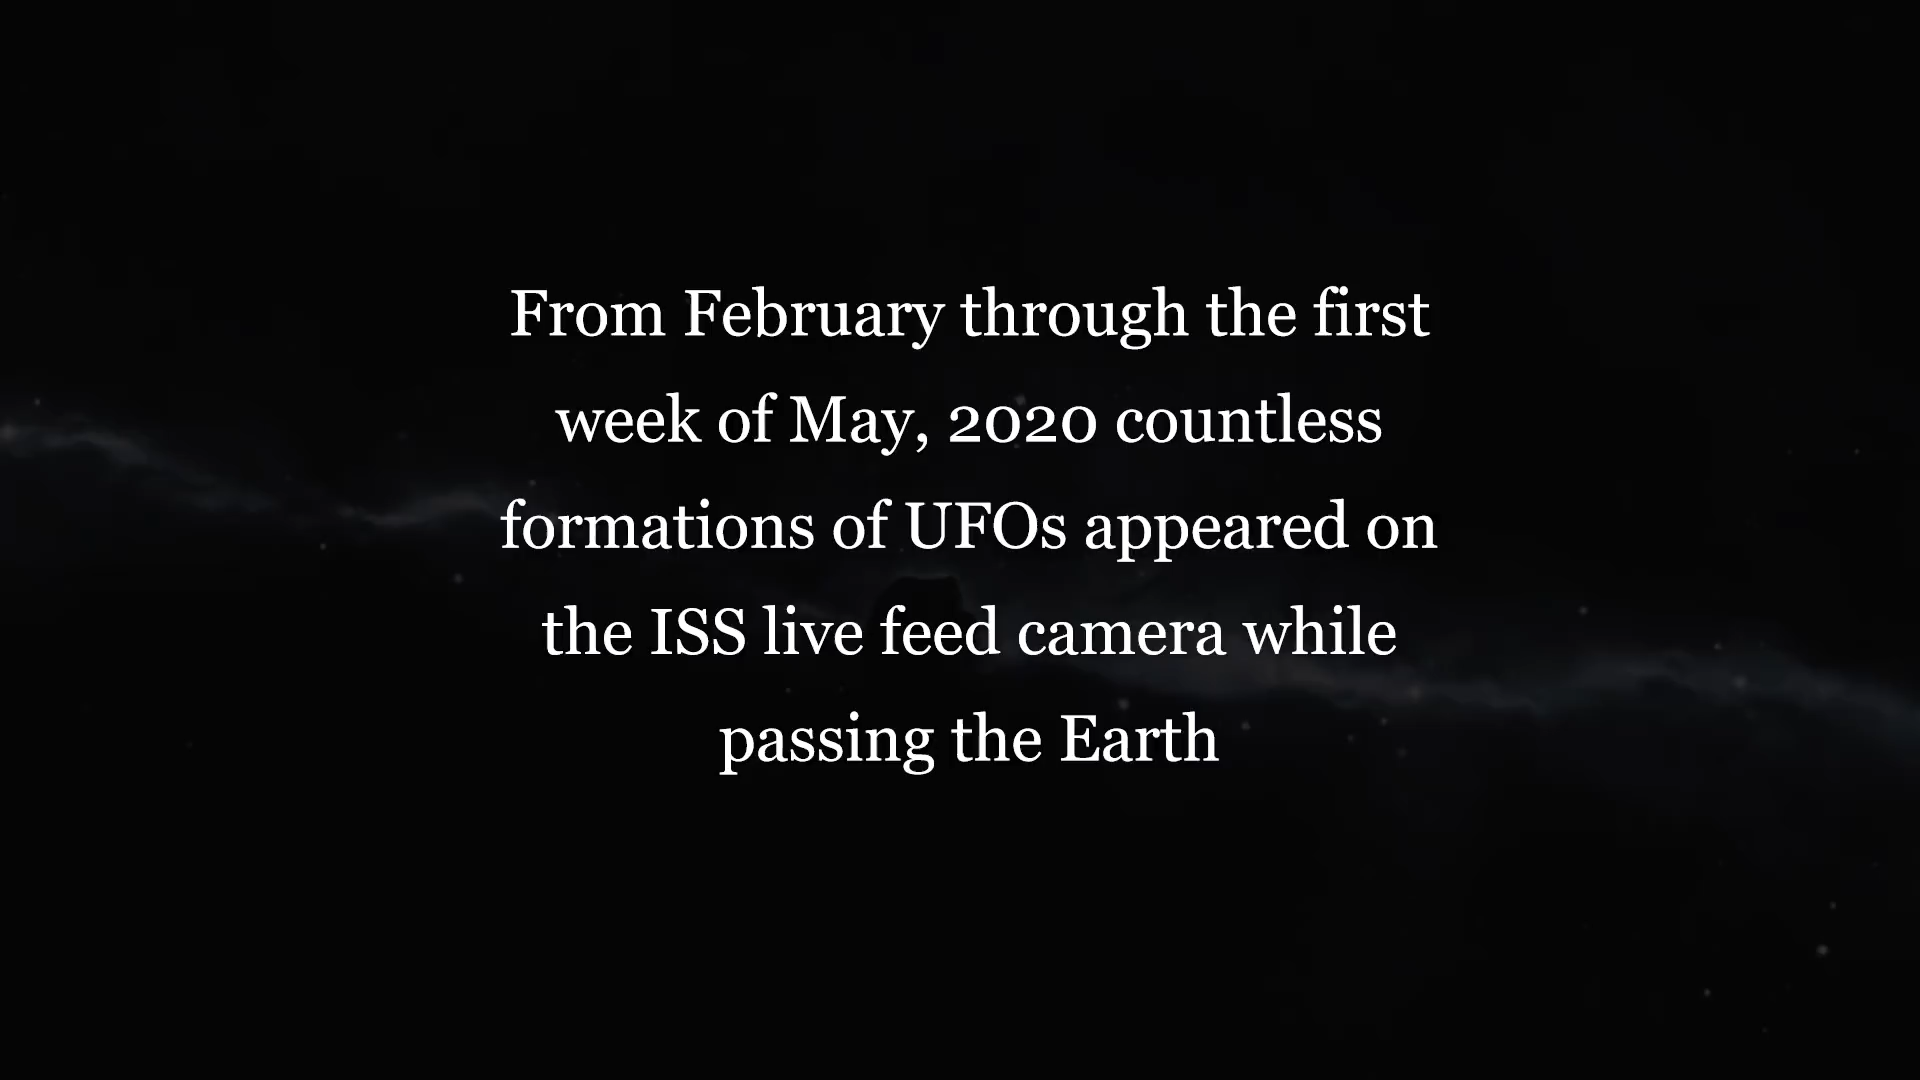 From February through the first
week of May, 2020 countless
formations of UFOs appeared on
the ISS live feed camera while
passing the Earth